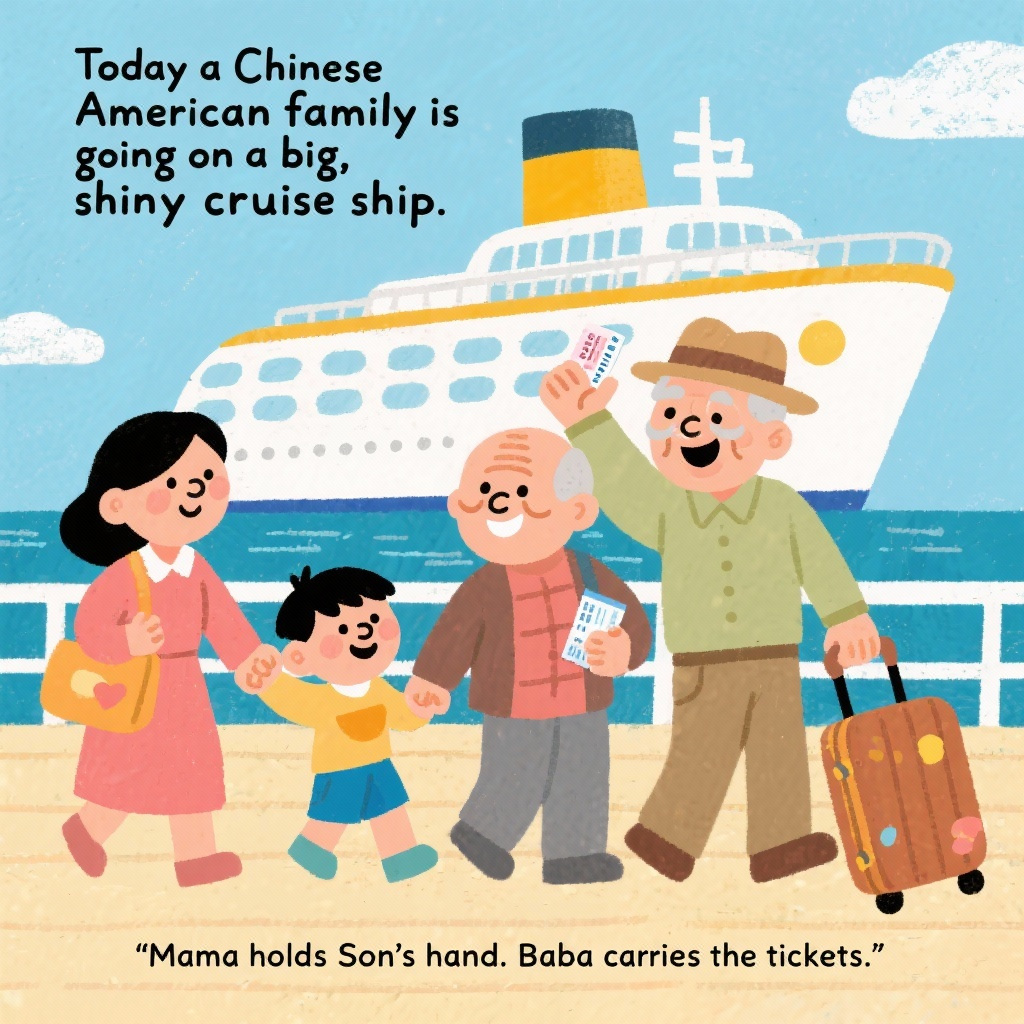 Today a Chinese
American family is
going on a big,
shiny cruise ship.
“Mama holds Son’s hand. Baba carries the tickets.”